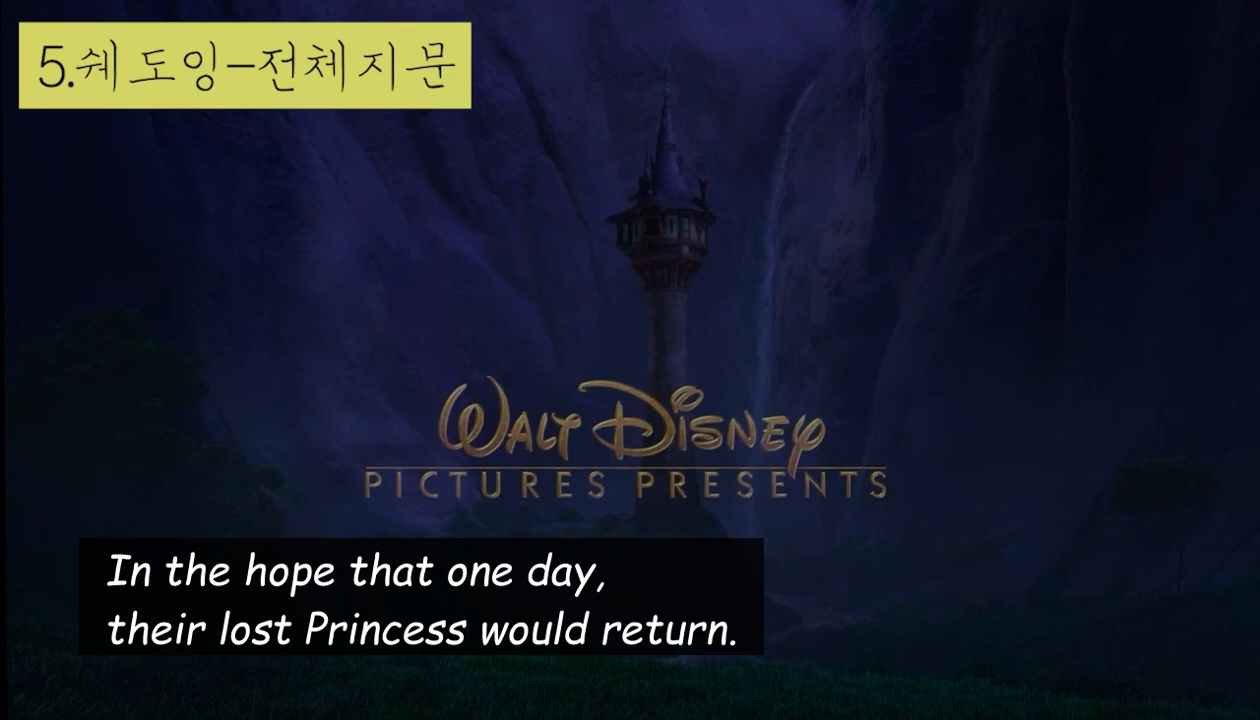 5.쉐도잉-전체지문
WALT DISNEY
PICTURES PRESENTS
In the hope that one day,
their lost Princess would return.